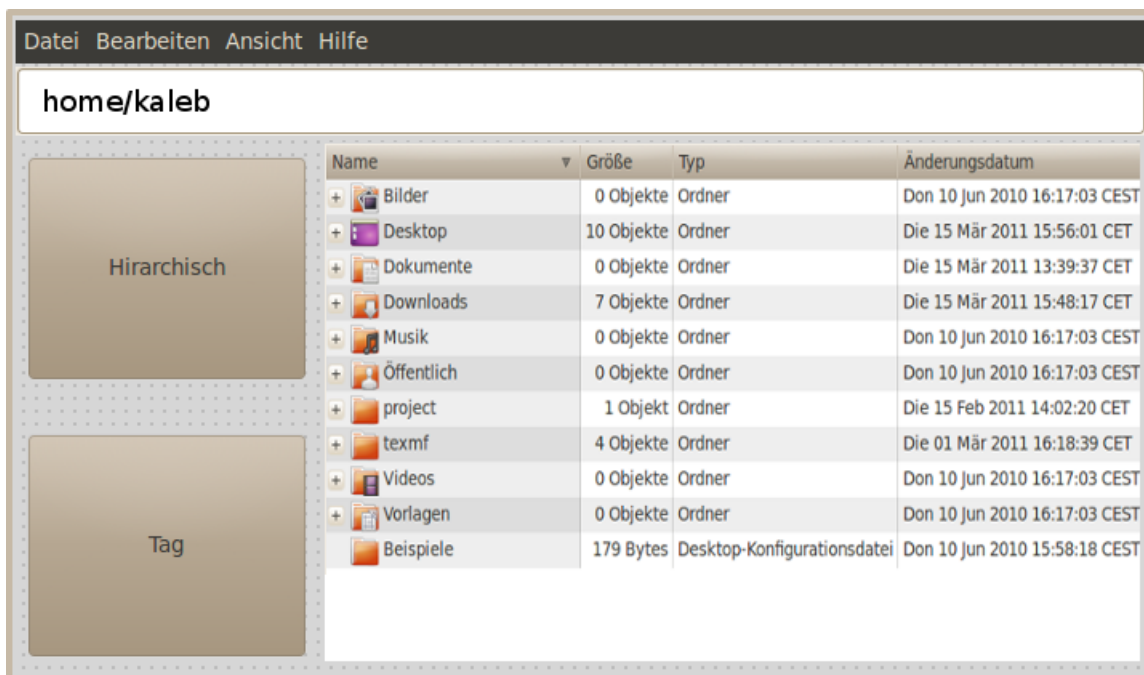 Datei Bearbeiten Ansicht Hilfe
home/kaleb
Hirarchisch
Tag
Name Größe Typ Änderungsdatum
Bilder 0 Objekte Ordner Don 10 Jun 2010 16:17:03 CEST
Desktop 10 Objekte Ordner Die 15 Mär 2011 15:56:01 CET
Dokumente 0 Objekte Ordner Die 15 Mär 2011 13:39:37 CET
Downloads 7 Objekte Ordner Die 15 Mär 2011 15:48:17 CET
Musik 0 Objekte Ordner Don 10 Jun 2010 16:17:03 CEST
Öffentlich 0 Objekte Ordner Don 10 Jun 2010 16:17:03 CEST
project 1 Objekt Ordner Die 15 Feb 2011 14:02:20 CET
texmf 4 Objekte Ordner Die 01 Mär 2011 16:18:39 CET
Videos 0 Objekte Ordner Don 10 Jun 2010 16:17:03 CEST
Vorlagen 0 Objekte Ordner Don 10 Jun 2010 16:17:03 CEST
Beispiele 179 Bytes Desktop-Konfigurationsdatei Don 10 Jun 2010 15:58:18 CEST